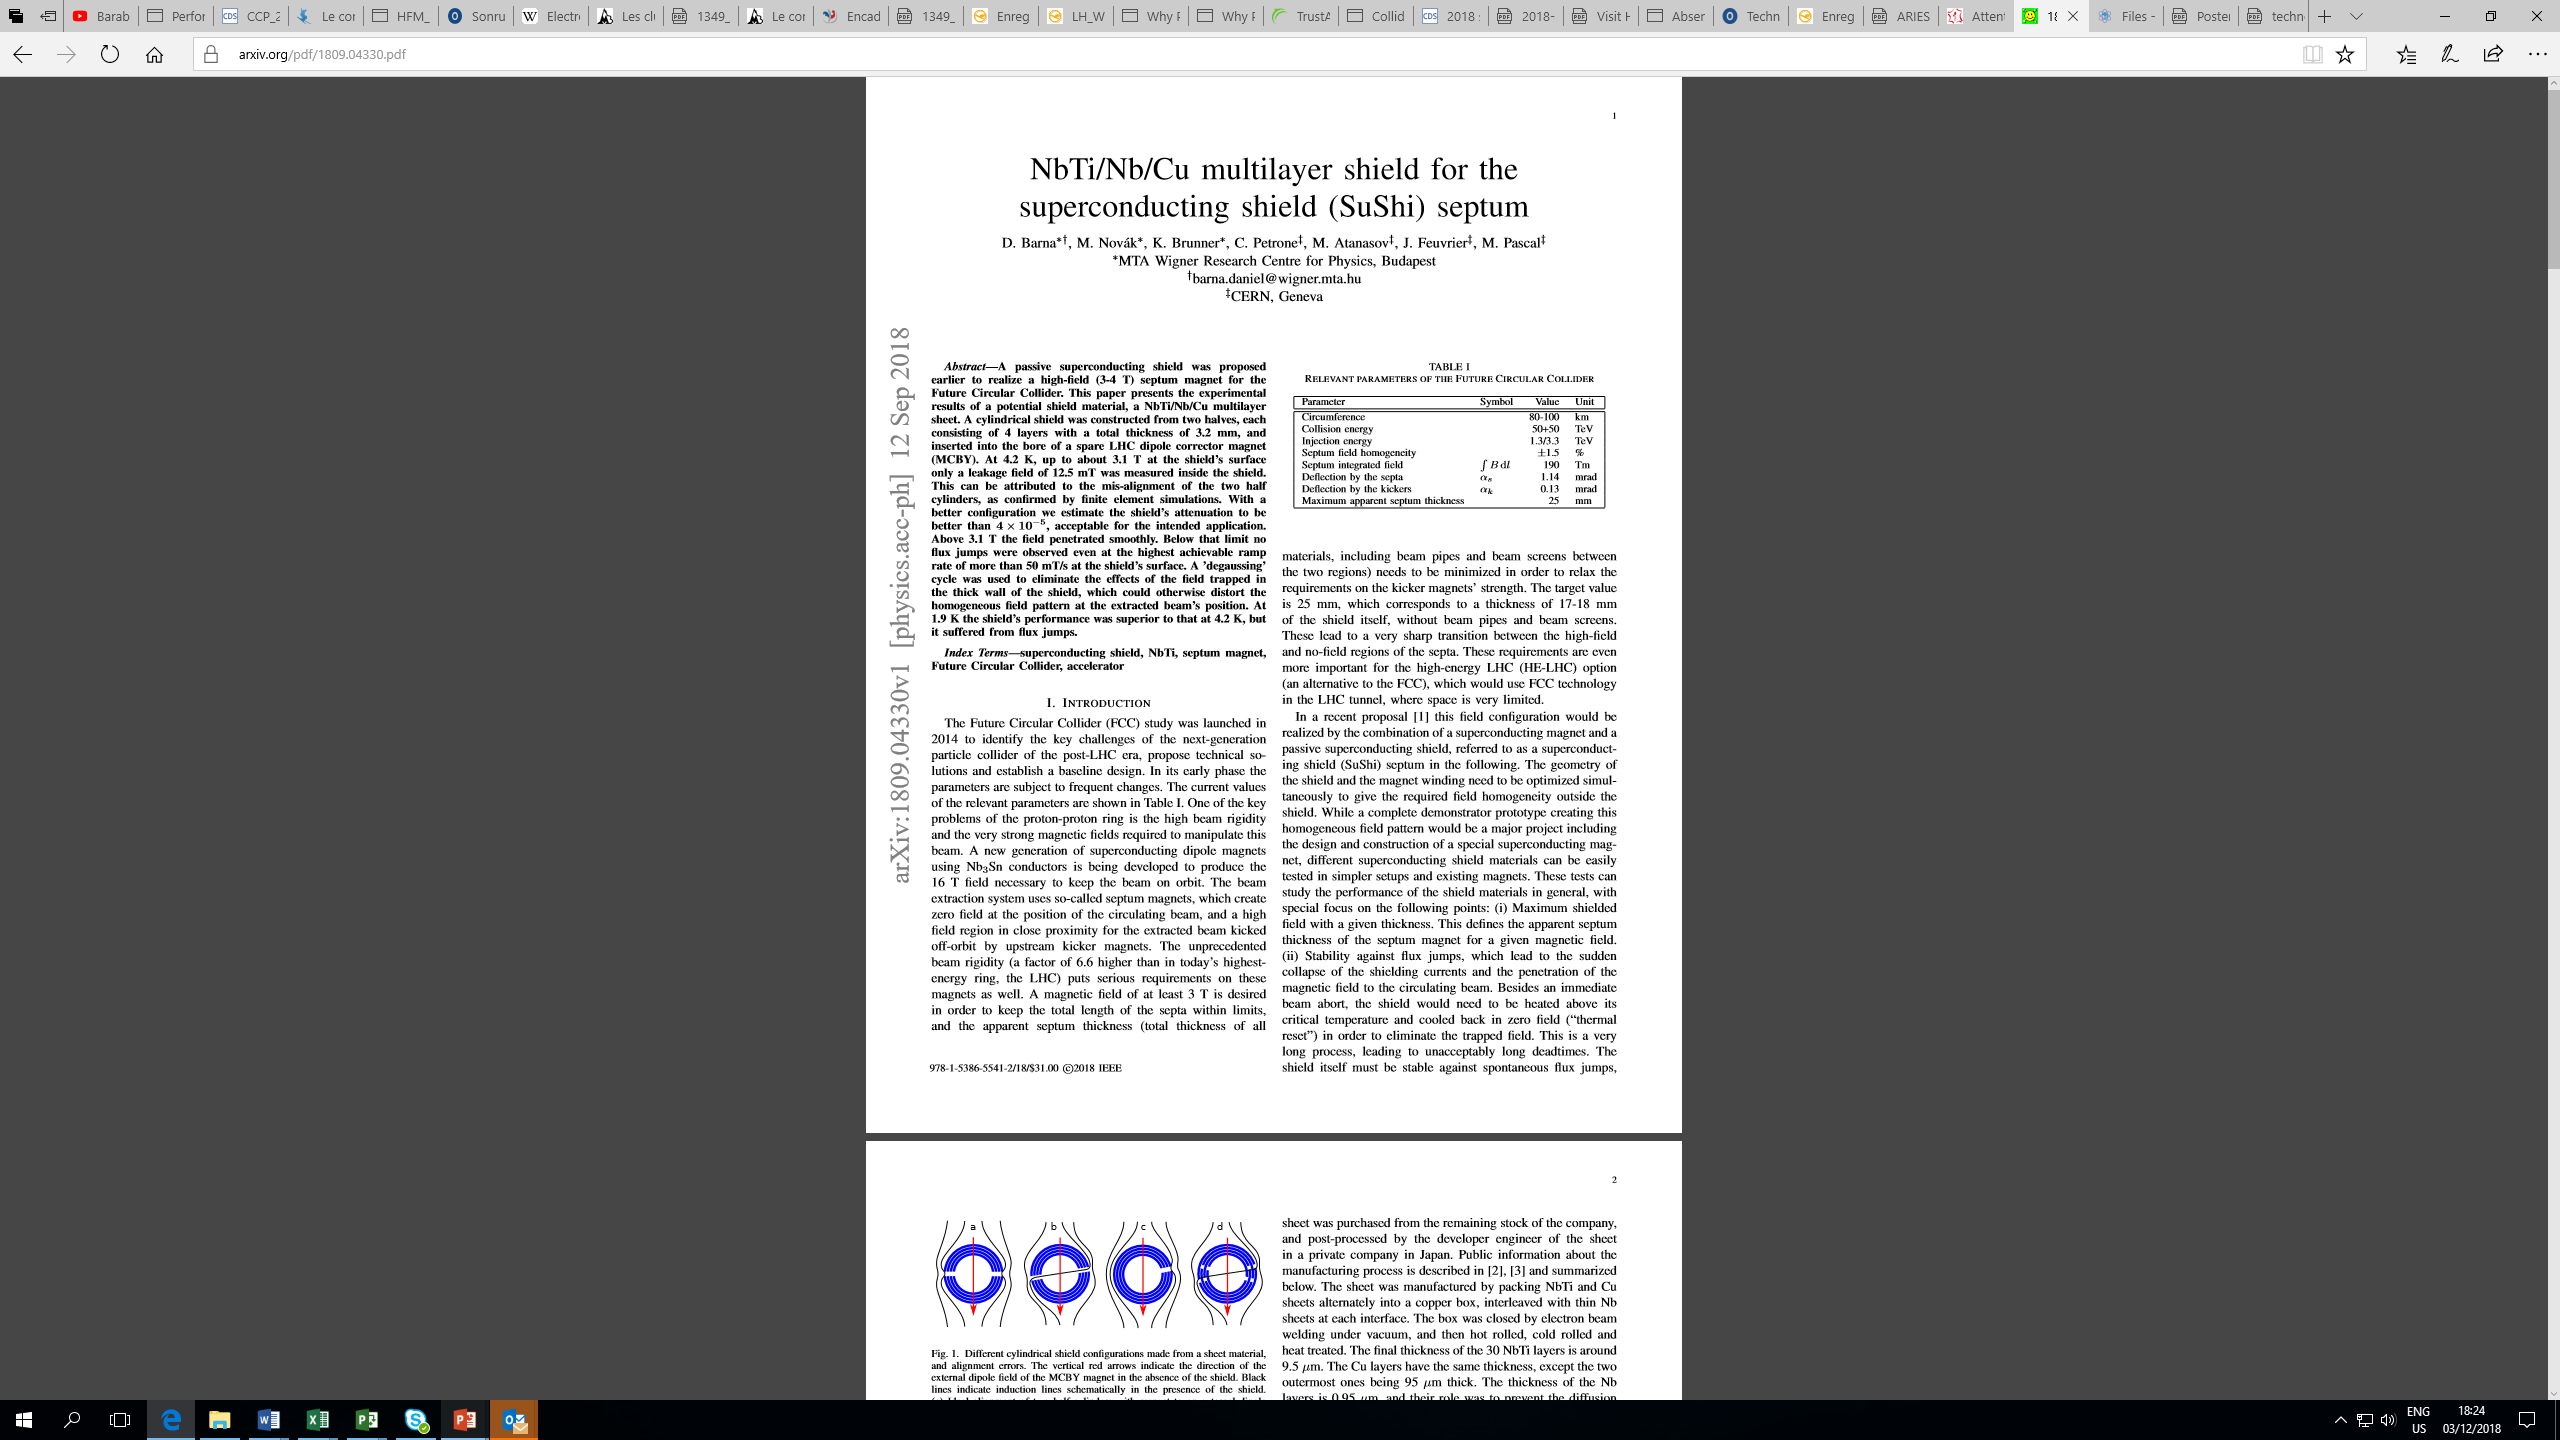 Barab
Perfor
CCP_2
Le cor
HFM_
Sonru
Electr
Les cl
1349_
Le cor
Encad
1349_
Enreg
LH_W
Why F
Why F
TrustA
Collid
2018 :
2018-
Visit H
Abser
Techn
Enreg
ARIES
Attent
18
Files -
Poste
techn
arxiv.org/pdf/1809.04330.pdf
1
NbTi/Nb/Cu multilayer shield for the
superconducting shield (SuShi) septum
D. Barna*†, M. Novák*, K. Brunner*, C. Petrone‡, M. Atanasov‡, J. Feuvrier‡, M. Pascal‡
*MTA Wigner Research Centre for Physics, Budapest
†barna.daniel@wigner.mta.hu
‡CERN, Geneva
arXiv:1809.04330v1 [physics.acc-ph] 12 Sep 2018
Abstract—A passive superconducting shield was proposed
earlier to realize a high-field (3-4 T) septum magnet for the
Future Circular Collider. This paper presents the experimental
results of a potential shield material, a NbTi/Nb/Cu multilayer
sheet. A cylindrical shield was constructed from two halves, each
consisting of 4 layers with a total thickness of 3.2 mm, and
inserted into the bore of a spare LHC dipole corrector magnet
(MCBY). At 4.2 K, up to about 3.1 T at the shield's surface
only a leakage field of 12.5 mT was measured inside the shield.
This can be attributed to the mis-alignment of the two half
cylinders, as confirmed by finite element simulations. With a
better configuration we estimate the shield's attenuation to be
better than 4 × 10⁻⁵, acceptable for the intended application.
Above 3.1 T the field penetrated smoothly. Below that limit no
flux jumps were observed even at the highest achievable ramp
rate of more than 50 mT/s at the shield's surface. A 'degaussing'
cycle was used to eliminate the effects of the field trapped in
the thick wall of the shield, which could otherwise distort the
homogeneous field pattern at the extracted beam's position. At
1.9 K the shield's performance was superior to that at 4.2 K, but
it suffered from flux jumps.
Index Terms—superconducting shield, NbTi, septum magnet,
Future Circular Collider, accelerator
I. INTRODUCTION
The Future Circular Collider (FCC) study was launched in
2014 to identify the key challenges of the next-generation
particle collider of the post-LHC era, propose technical so-
lutions and establish a baseline design. In its early phase the
parameters are subject to frequent changes. The current values
of the relevant parameters are shown in Table I. One of the key
problems of the proton-proton ring is the high beam rigidity
and the very strong magnetic fields required to manipulate this
beam. A new generation of superconducting dipole magnets
using Nb₃Sn conductors is being developed to produce the
16 T field necessary to keep the beam on orbit. The beam
extraction system uses so-called septum magnets, which create
zero field at the position of the circulating beam, and a high
field region in close proximity for the extracted beam kicked
off-orbit by upstream kicker magnets. The unprecedented
beam rigidity (a factor of 6.6 higher than in today's highest-
energy ring, the LHC) puts serious requirements on these
magnets as well. A magnetic field of at least 3 T is desired
in order to keep the total length of the septa within limits,
and the apparent septum thickness (total thickness of all
978-1-5386-5541-2/18/$31.00 ©2018 IEEE
TABLE I
RELEVANT PARAMETERS OF THE FUTURE CIRCULAR COLLIDER
Parameter Symbol Value Unit
Circumference 80-100 km
Collision energy 50+50 TeV
Injection energy 1.3/3.3 TeV
Septum field homogeneity ±1.5 %
Septum integrated field ∫ B dl 190 Tm
Deflection by the septa αs 1.14 mrad
Deflection by the kickers αk 0.13 mrad
Maximum apparent septum thickness 25 mm
materials, including beam pipes and beam screens between
the two regions) needs to be minimized in order to relax the
requirements on the kicker magnets' strength. The target value
is 25 mm, which corresponds to a thickness of 17-18 mm
of the shield itself, without beam pipes and beam screens.
These lead to a very sharp transition between the high-field
and no-field regions of the septa. These requirements are even
more important for the high-energy LHC (HE-LHC) option
(an alternative to the FCC), which would use FCC technology
in the LHC tunnel, where space is very limited.
In a recent proposal [1] this field configuration would be
realized by the combination of a superconducting magnet and a
passive superconducting shield, referred to as a superconduct-
ing shield (SuShi) septum in the following. The geometry of
the shield and the magnet winding need to be optimized simul-
taneously to give the required field homogeneity outside the
shield. While a complete demonstrator prototype creating this
homogeneous field pattern would be a major project including
the design and construction of a special superconducting mag-
net, different superconducting shield materials can be easily
tested in simpler setups and existing magnets. These tests can
study the performance of the shield materials in general, with
special focus on the following points: (i) Maximum shielded
field with a given thickness. This defines the apparent septum
thickness of the septum magnet for a given magnetic field.
(ii) Stability against flux jumps, which lead to the sudden
collapse of the shielding currents and the penetration of the
magnetic field to the circulating beam. Besides an immediate
beam abort, the shield would need to be heated above its
critical temperature and cooled back in zero field ("thermal
reset") in order to eliminate the trapped field. This is a very
long process, leading to unacceptably long deadtimes. The
shield itself must be stable against spontaneous flux jumps,
2
a b c d
Fig. 1. Different cylindrical shield configurations made from a sheet material,
and alignment errors. The vertical red arrows indicate the direction of the
external dipole field of the MCBY magnet in the absence of the shield. Black
lines indicate induction lines schematically in the presence of the shield.
sheet was purchased from the remaining stock of the company,
and post-processed by the developer engineer of the sheet
in a private company in Japan. Public information about the
manufacturing process is described in [2], [3] and summarized
below. The sheet was manufactured by packing NbTi and Cu
sheets alternately into a copper box, interleaved with thin Nb
sheets at each interface. The box was closed by electron beam
welding under vacuum, and then hot rolled, cold rolled and
heat treated. The final thickness of the 30 NbTi layers is around
9.5 μm. The Cu layers have the same thickness, except the two
outermost ones being 95 μm thick. The thickness of the Nb
layers is 0.95 μm, and their role was to prevent the diffusion
ENG
US
18:24
03/12/2018